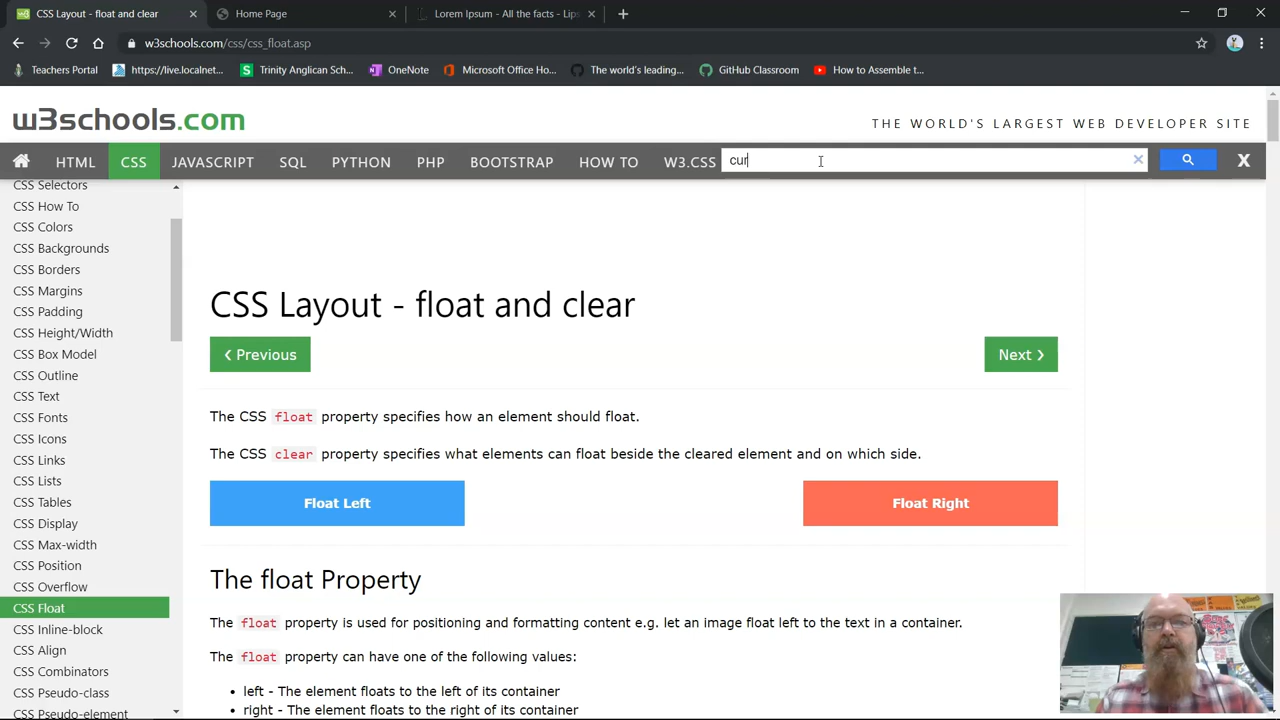 CSS Layout - float and clear
Home Page
Lorem Ipsum - All the facts - Lips
w3schools.com/css/css_float.asp
Teachers Portal
https://live.localnet...
Trinity Anglican Sch...
OneNote
Microsoft Office Ho...
The world's leading...
GitHub Classroom
How to Assemble t...
w3schools.com
THE WORLD'S LARGEST WEB DEVELOPER SITE
HTML CSS JAVASCRIPT SQL PYTHON PHP BOOTSTRAP HOW TO W3.CSS cur X
CSS Selectors
CSS How To
CSS Colors
CSS Backgrounds
CSS Borders
CSS Margins
CSS Padding
CSS Height/Width
CSS Box Model
CSS Outline
CSS Text
CSS Fonts
CSS Icons
CSS Links
CSS Lists
CSS Tables
CSS Display
CSS Max-width
CSS Position
CSS Overflow
CSS Float
CSS Inline-block
CSS Align
CSS Combinators
CSS Pseudo-class
CSS Pseudo-element
CSS Layout - float and clear
❮ Previous
Next ❯
The CSS float property specifies how an element should float.
The CSS clear property specifies what elements can float beside the cleared element and on which side.
Float Left
Float Right
The float Property
The float property is used for positioning and formatting content e.g. let an image float left to the text in a container.
The float property can have one of the following values:
• left - The element floats to the left of its container
• right - The element floats to the right of its container